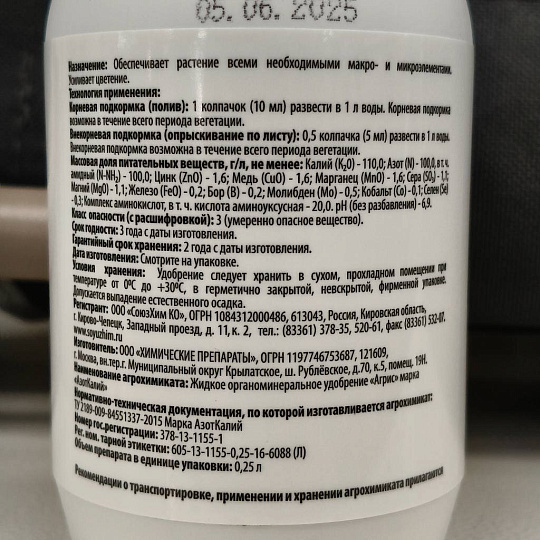 05.06.2025
Назначение: Обеспечивает растение всеми необходимыми макро- и микроэлементами.
Усиливает цветение.
Технология применения:
Корневая подкормка (полив): 1 колпачок (10 мл) развести в 1 л воды. Корневая подкормка
возможна в течение всего периода вегетации.
Внекорневая подкормка (опрыскивание по листу): 0,5 колпачка (5 мл) развести в 1 л воды.
Внекорневая подкормка возможна в течение всего периода вегетации.
Массовая доля питательных веществ, г/л, не менее: Калий (K₂O) - 110,0; Азот (N) - 100,0, в т. ч.
амидный (N-NH₂) - 100,0; Цинк (ZnO) - 1,6; Медь (CuO) - 1,6; Марганец (MnO) - 1,6; Сера (SO₃) - 1,1;
Магний (MgO) - 1,1; Железо (FeO) - 0,2; Бор (B) - 0,2; Молибден (Mo) - 0,5; Кобальт (Co) - 0,1; Селен (Se)
- 0,3; Комплекс аминокислот, в т. ч. кислота аминоуксусная - 20,0. pH (без разбавления) - 6,9.
Класс опасности (с расшифровкой): 3 (умеренно опасное вещество).
Срок годности: 3 года с даты изготовления.
Гарантийный срок хранения: 2 года с даты изготовления.
Дата изготовления: Смотрите на упаковке.
Условия хранения: Удобрение следует хранить в сухом, прохладном помещении при
температуре от 0ºС до +30ºС, в герметично закрытой, невскрытой, фирменной упаковке.
Допускается выпадение естественного осадка.
Регистрант: ООО «СоюзХим КО», ОГРН 1084312000486, 613043, Россия, Кировская область,
г. Кирово-Чепецк, Западный проезд, д. 11, к. 2, тел.: (83361) 378-35, 520-61, факс (83361) 552-07.
www.soyuzhim.ru
Изготовитель: ООО «ХИМИЧЕСКИЕ ПРЕПАРАТЫ», ОГРН 1197746753687, 121609,
г. Москва, вн.тер.г. Муниципальный округ Крылатское, ш. Рублёвское, д.70, к.5, помещ. 19Н.
Наименование агрохимиката: Жидкое органоминеральное удобрение «Агрис» марка
«АзотКалий»
Нормативно-техническая документация, по которой изготавливается агрохимикат:
ТУ 2189-009-84551337-2015 Марка АзотКалий
Номер гос.регистрации: 378-13-1155-1
Рег. ном. тарной этикетки: 605-13-1155-0,25-16-6088 (Л)
Объем препарата в единице упаковки: 0,25 л
Рекомендации о транспортировке, применении и хранении агрохимиката прилагаются